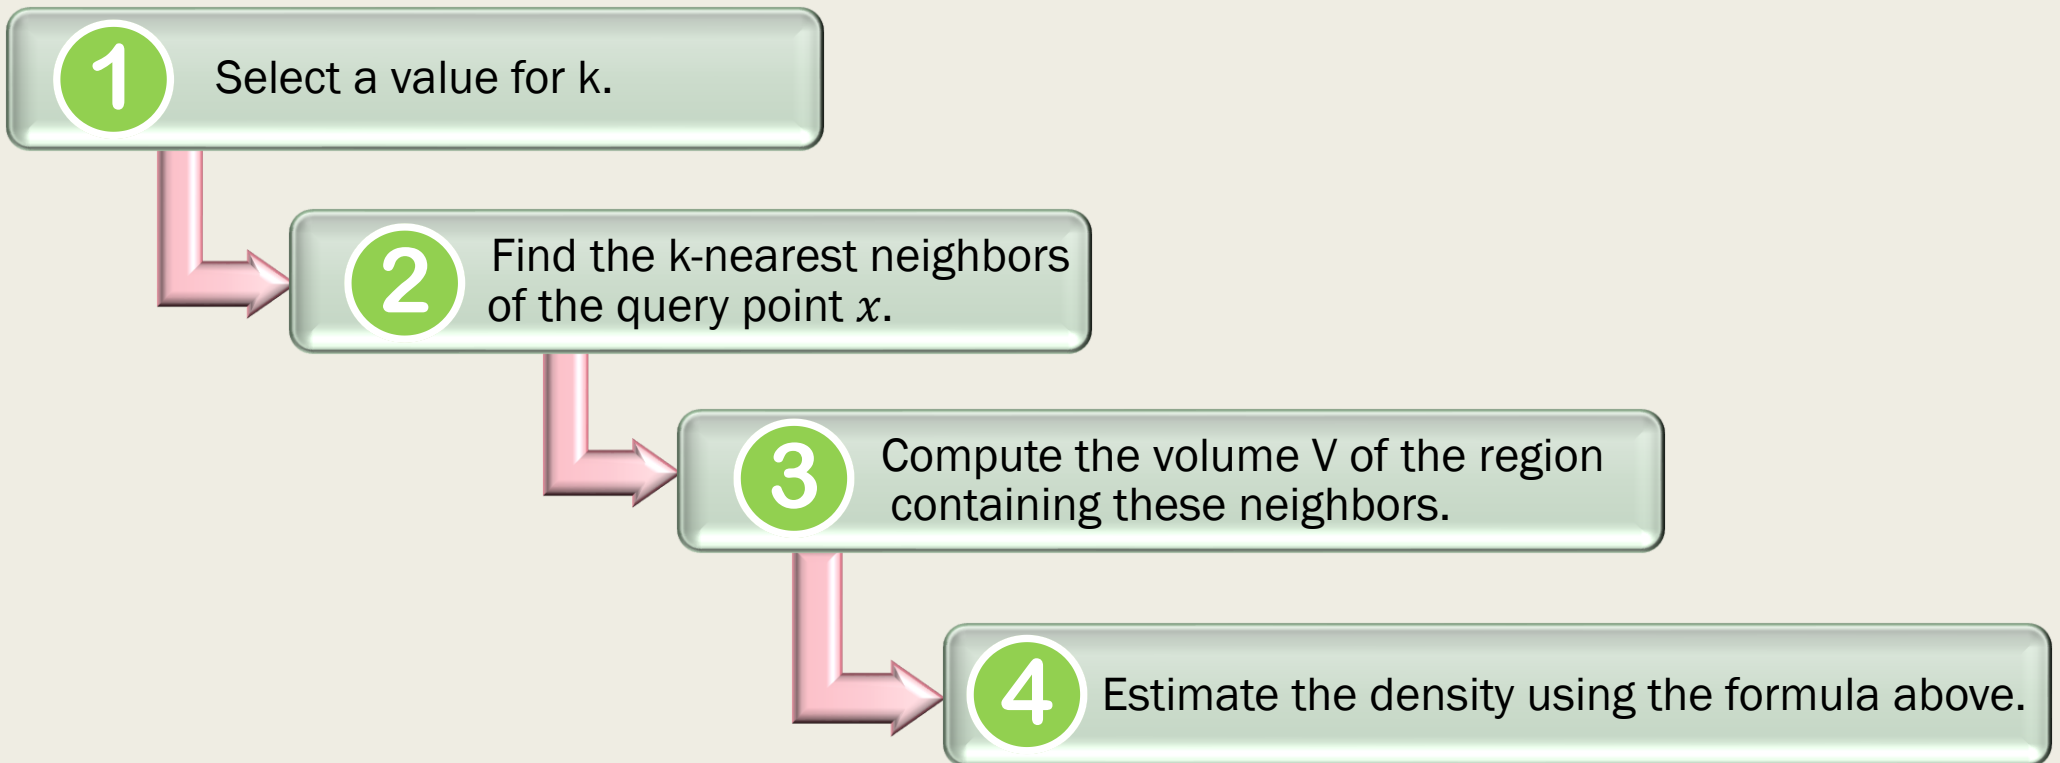 1 Select a value for k.
2 Find the k-nearest neighbors
of the query point x.
3 Compute the volume V of the region
containing these neighbors.
4 Estimate the density using the formula above.